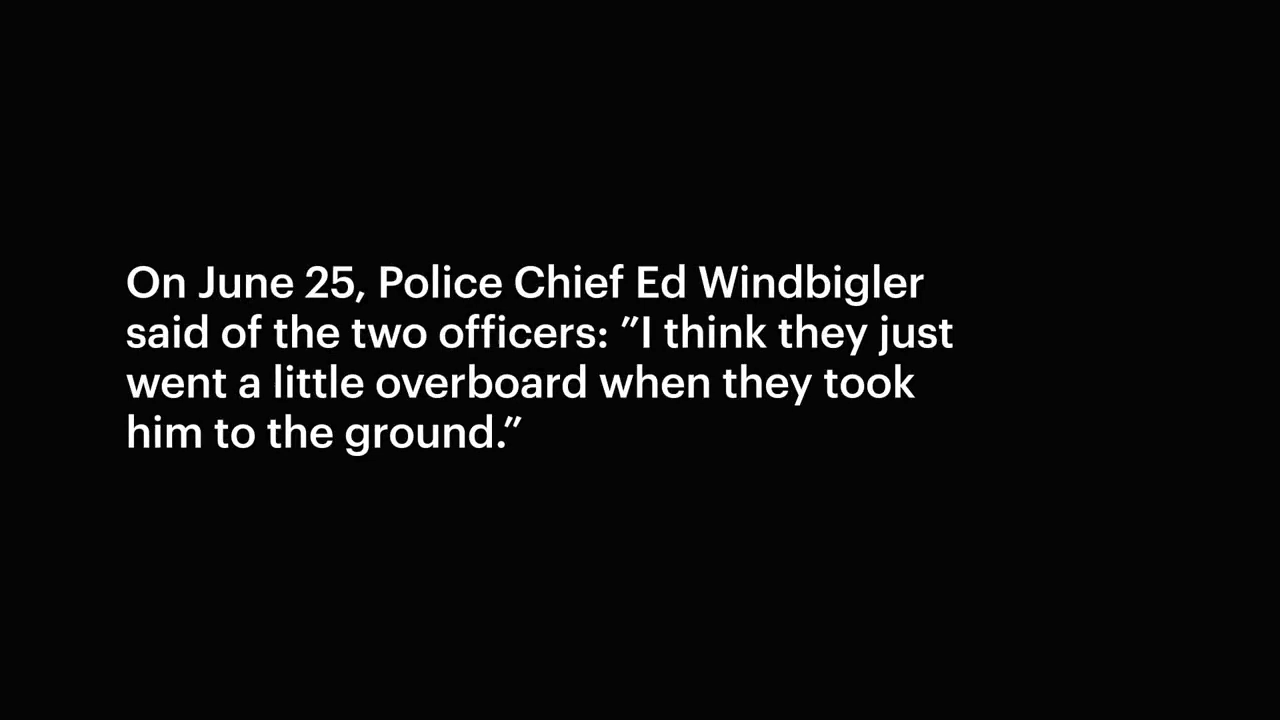 On June 25, Police Chief Ed Windbigler
said of the two officers: ”I think they just
went a little overboard when they took
him to the ground.”